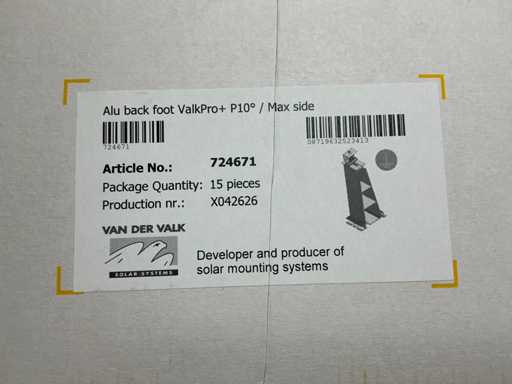 Alu back foot ValkPro+ P10° / Max side
724671
08719632523413
Article No.: 724671
Package Quantity: 15 pieces
Production nr.: X042626
VAN DER VALK
SOLAR SYSTEMS
Developer and producer of
solar mounting systems